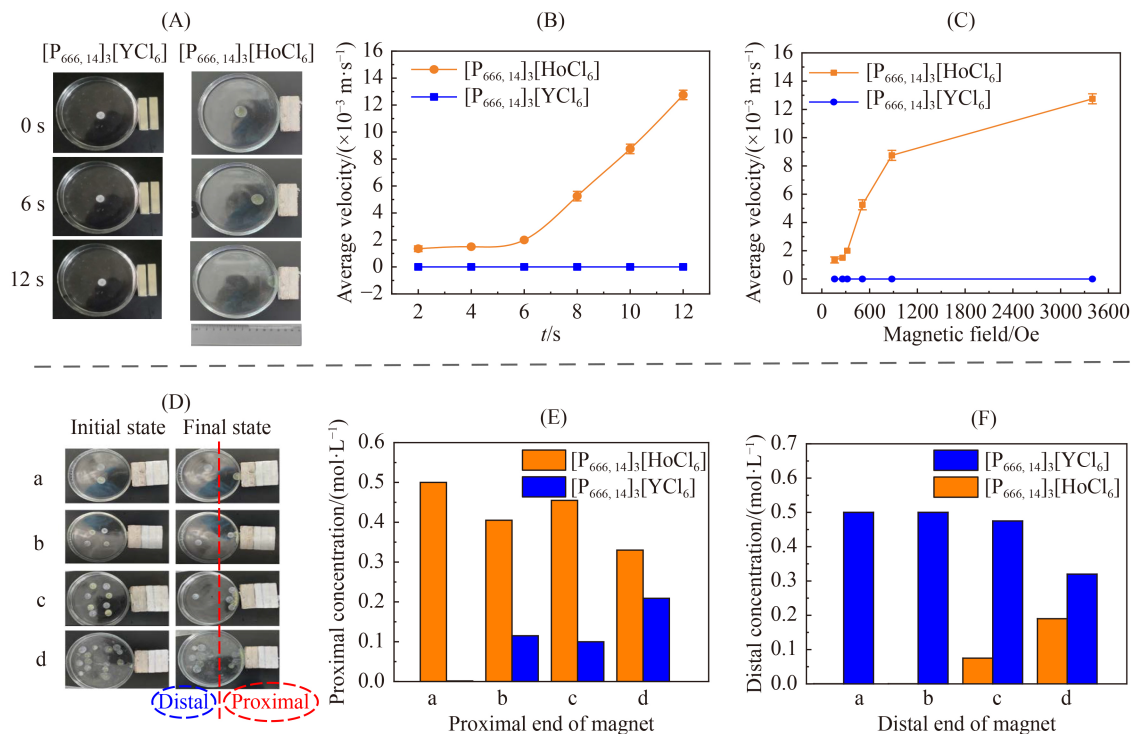 (A)
[P₆₆₆, ₁₄]₃[YCl₆] [P₆₆₆, ₁₄]₃[HoCl₆]
0 s
6 s
12 s
(B)
[P₆₆₆, ₁₄]₃[HoCl₆]
[P₆₆₆, ₁₄]₃[YCl₆]
Average velocity/(×10⁻³ m·s⁻¹)
16
14
12
10
8
6
4
2
0
−2
2 4 6 8 10 12
t/s
(C)
[P₆₆₆, ₁₄]₃[HoCl₆]
[P₆₆₆, ₁₄]₃[YCl₆]
Average velocity/(×10⁻³ m·s⁻¹)
16
14
12
10
8
6
4
2
0
0 600 1200 1800 2400 3000 3600
Magnetic field/Oe
(D)
Initial state Final state
a
b
c
d
Distal Proximal
(E)
[P₆₆₆, ₁₄]₃[HoCl₆]
[P₆₆₆, ₁₄]₃[YCl₆]
Proximal concentration/(mol·L⁻¹)
0.6
0.5
0.4
0.3
0.2
0.1
0.0
a b c d
Proximal end of magnet
(F)
[P₆₆₆, ₁₄]₃[YCl₆]
[P₆₆₆, ₁₄]₃[HoCl₆]
Distal concentration/(mol·L⁻¹)
0.7
0.6
0.5
0.4
0.3
0.2
0.1
0.0
a b c d
Distal end of magnet